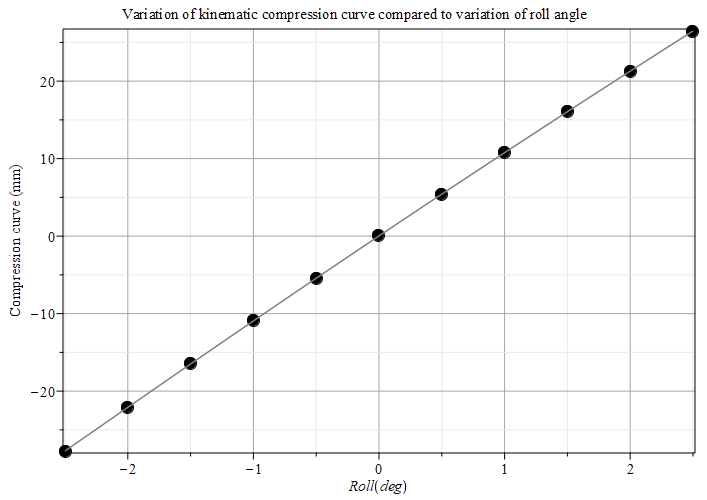 Variation of kinematic compression curve compared to variation of roll angle
Compression curve (mm)
20
10
0
−10
−20
−2 −1 0 1 2
Roll(deg)